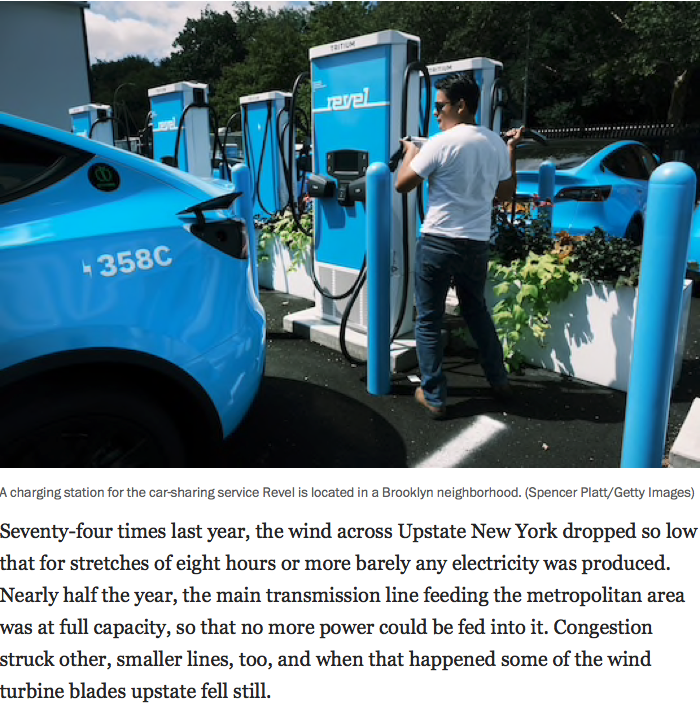 TRITIUM
TRITIUM
revel
revel
358C
A charging station for the car-sharing service Revel is located in a Brooklyn neighborhood. (Spencer Platt/Getty Images)
Seventy-four times last year, the wind across Upstate New York dropped so low
that for stretches of eight hours or more barely any electricity was produced.
Nearly half the year, the main transmission line feeding the metropolitan area
was at full capacity, so that no more power could be fed into it. Congestion
struck other, smaller lines, too, and when that happened some of the wind
turbine blades upstate fell still.